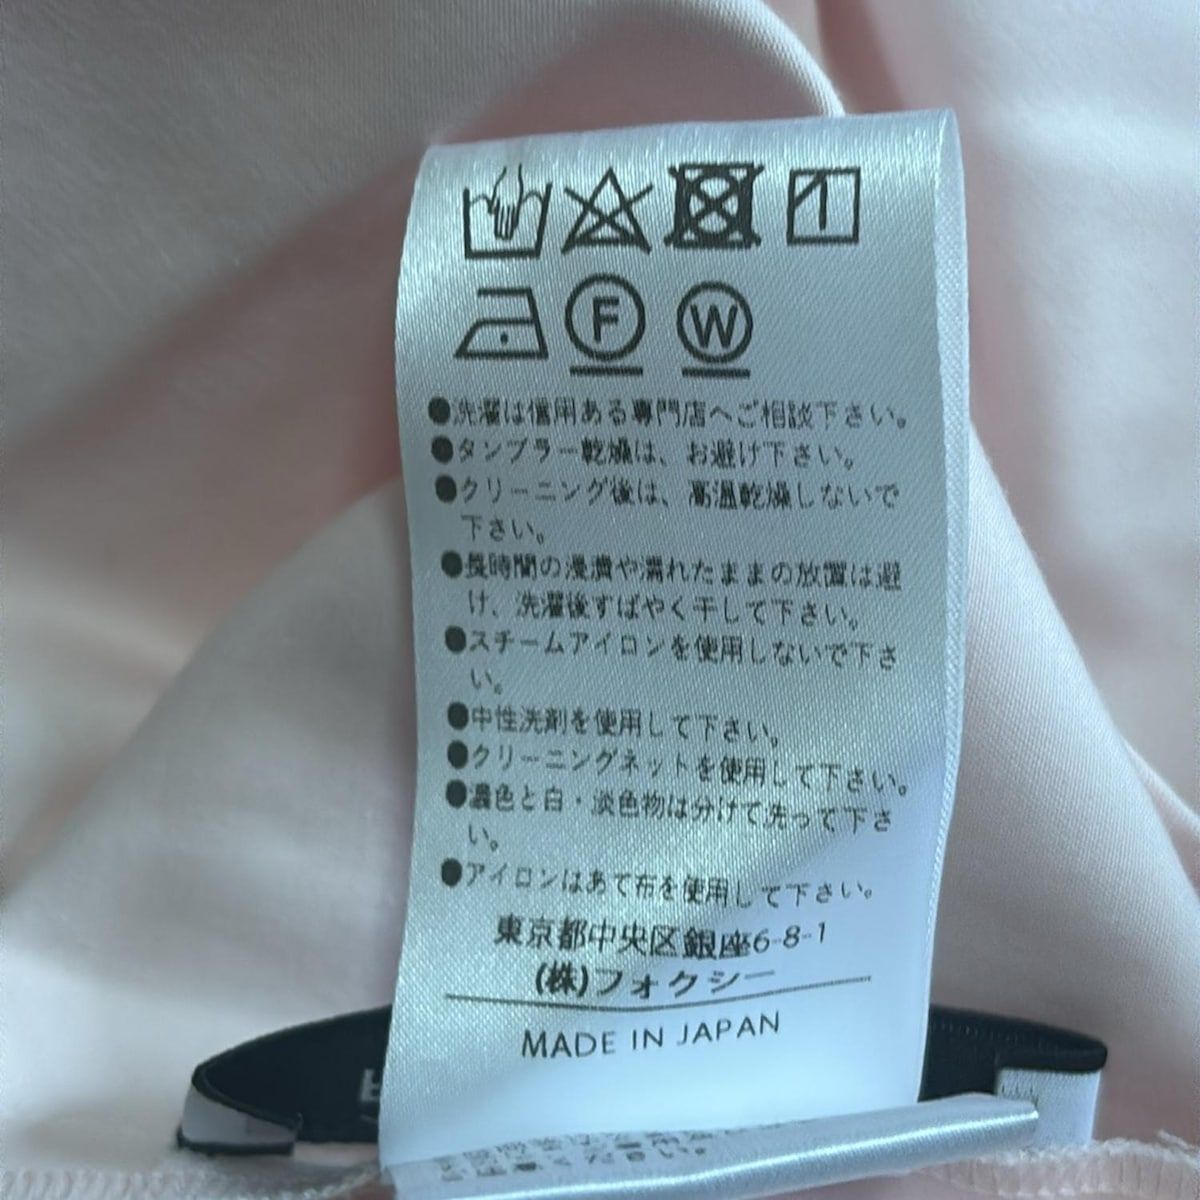 F W
●洗濯は信用ある専門店へご相談下さい。
●タンブラー乾燥は、お避け下さい。
●クリーニング後は、高温乾燥しないで
下さい。
●長時間の浸漬や濡れたままの放置は避
け、洗濯後すばやく干して下さい。
●スチームアイロンを使用しないで下さ
い。
●中性洗剤を使用して下さい。
●クリーニングネットを使用して下さい。
●濃色と白・淡色物は分けて洗って下さ
い。
●アイロンはあて布を使用して下さい。
東京都中央区銀座6-8-1
(株)フォクシー
MADE IN JAPAN